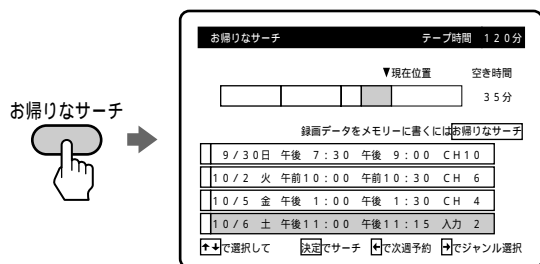 お帰りなサーチ
お帰りなサーチ テープ時間 120分
▼現在位置 空き時間
35分
録画データをメモリーに書くにはお帰りなサーチ
9/30日 午後 7:30 午後 9:00 CH10
10/2 火 午前10:00 午前10:30 CH 6
10/5 金 午後 1:00 午後 1:30 CH 4
10/6 土 午後11:00 午後11:15 入力 2
↑↓で選択して 決定でサーチ ←で次週予約 →でジャンル選択